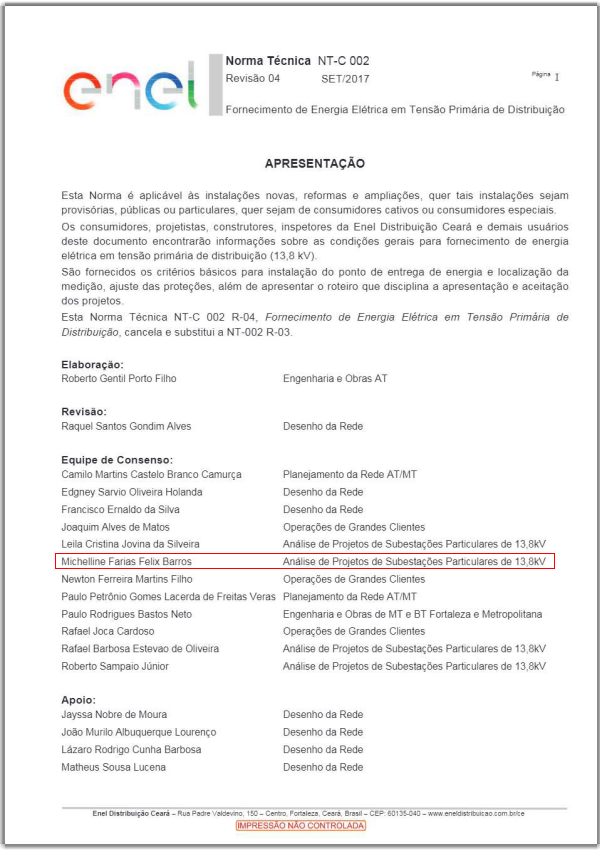 enel
Norma Técnica NT-C 002
Revisão 04 SET/2017
Página I
Fornecimento de Energia Elétrica em Tensão Primária de Distribuição
APRESENTAÇÃO
Esta Norma é aplicável às instalações novas, reformas e ampliações, quer tais instalações sejam
provisórias, públicas ou particulares, quer sejam de consumidores cativos ou consumidores especiais.
Os consumidores, projetistas, construtores, inspetores da Enel Distribuição Ceará e demais usuários
deste documento encontrarão informações sobre as condições gerais para fornecimento de energia
elétrica em tensão primária de distribuição (13,8 kV).
São fornecidos os critérios básicos para instalação do ponto de entrega de energia e localização da
medição, ajuste das proteções, além de apresentar o roteiro que disciplina a apresentação e aceitação
dos projetos.
Esta Norma Técnica NT-C 002 R-04, Fornecimento de Energia Elétrica em Tensão Primária de
Distribuição, cancela e substitui a NT-002 R-03.
Elaboração:
Roberto Gentil Porto Filho Engenharia e Obras AT
Revisão:
Raquel Santos Gondim Alves Desenho da Rede
Equipe de Consenso:
Camilo Martins Castelo Branco Camurça Planejamento da Rede AT/MT
Edgney Sarvio Oliveira Holanda Desenho da Rede
Francisco Ernaldo da Silva Desenho da Rede
Joaquim Alves de Matos Operações de Grandes Clientes
Leila Cristina Jovina da Silveira Análise de Projetos de Subestações Particulares de 13,8kV
Michelline Farias Felix Barros Análise de Projetos de Subestações Particulares de 13,8kV
Newton Ferreira Martins Filho Operações de Grandes Clientes
Paulo Petrônio Gomes Lacerda de Freitas Veras Planejamento da Rede AT/MT
Paulo Rodrigues Bastos Neto Engenharia e Obras de MT e BT Fortaleza e Metropolitana
Rafael Joca Cardoso Operações de Grandes Clientes
Rafael Barbosa Estevao de Oliveira Análise de Projetos de Subestações Particulares de 13,8kV
Roberto Sampaio Júnior Análise de Projetos de Subestações Particulares de 13,8kV
Apoio:
Jayssa Nobre de Moura Desenho da Rede
João Murilo Albuquerque Lourenço Desenho da Rede
Lázaro Rodrigo Cunha Barbosa Desenho da Rede
Matheus Sousa Lucena Desenho da Rede
Enel Distribuição Ceará – Rua Padre Valdevino, 150 – Centro, Fortaleza, Ceará, Brasil – CEP: 60135-040 – www.eneldistribuicao.com.br/ce
IMPRESSÃO NÃO CONTROLADA